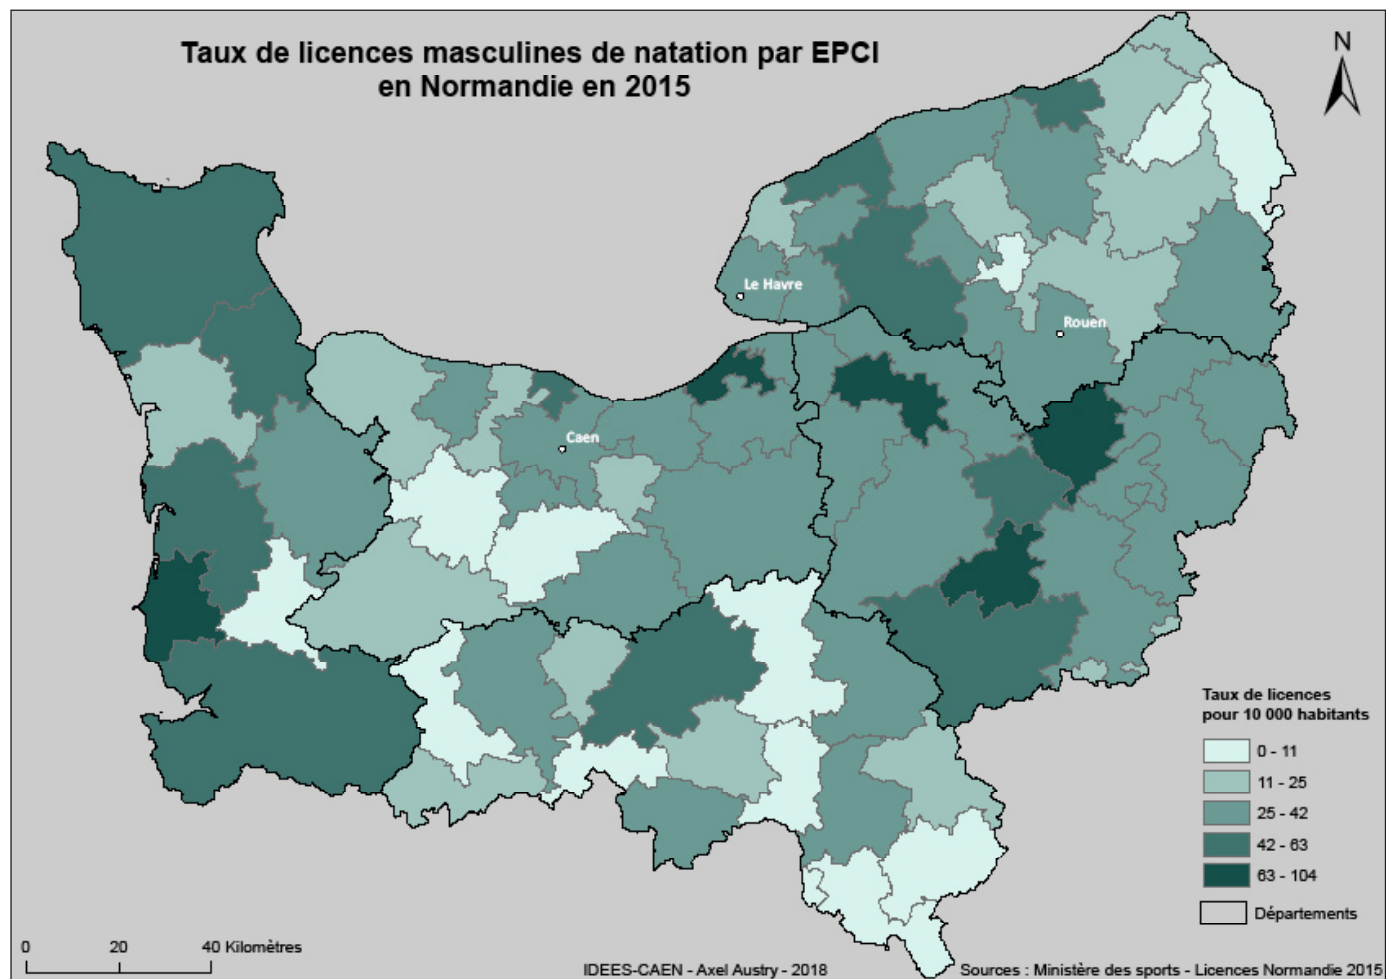 Taux de licences masculines de natation par EPCI
en Normandie en 2015
N
Le Havre
Rouen
Caen
Taux de licences
pour 10 000 habitants
0 - 11
11 - 25
25 - 42
42 - 63
63 - 104
Départements
0 20 40 Kilomètres
IDEES-CAEN - Axel Austry - 2018
Sources : Ministère des sports - Licences Normandie 2015